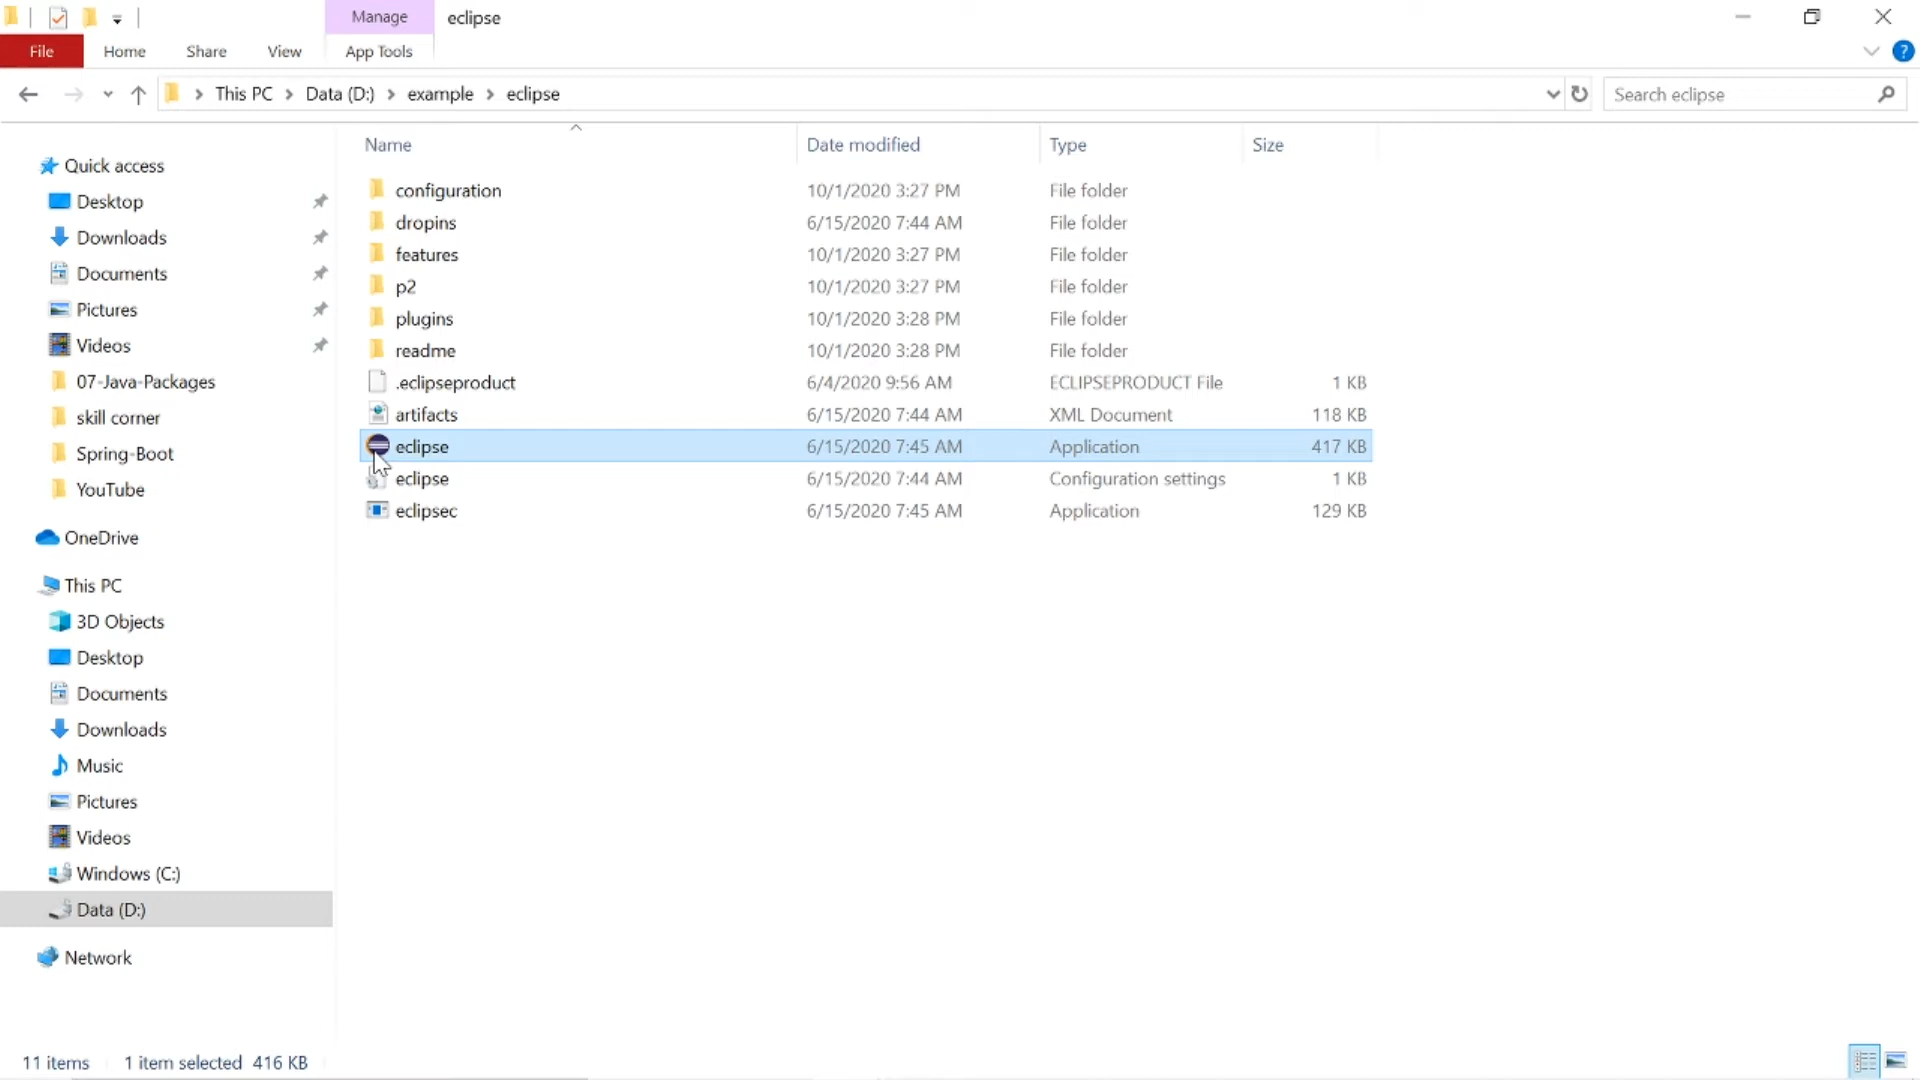 Manage
eclipse
File
Home
Share
View
App Tools
?
This PC
Data (D:)
example
eclipse
Search eclipse
Name
Date modified
Type
Size
configuration 10/1/2020 3:27 PM File folder
dropins 6/15/2020 7:44 AM File folder
features 10/1/2020 3:27 PM File folder
p2 10/1/2020 3:27 PM File folder
plugins 10/1/2020 3:28 PM File folder
readme 10/1/2020 3:28 PM File folder
.eclipseproduct 6/4/2020 9:56 AM ECLIPSEPRODUCT File 1 KB
artifacts 6/15/2020 7:44 AM XML Document 118 KB
eclipse 6/15/2020 7:45 AM Application 417 KB
eclipse 6/15/2020 7:44 AM Configuration settings 1 KB
eclipsec 6/15/2020 7:45 AM Application 129 KB
Quick access
Desktop
Downloads
Documents
Pictures
Videos
07-Java-Packages
skill corner
Spring-Boot
YouTube
OneDrive
This PC
3D Objects
Desktop
Documents
Downloads
Music
Pictures
Videos
Windows (C:)
Data (D:)
Network
11 items
1 item selected 416 KB